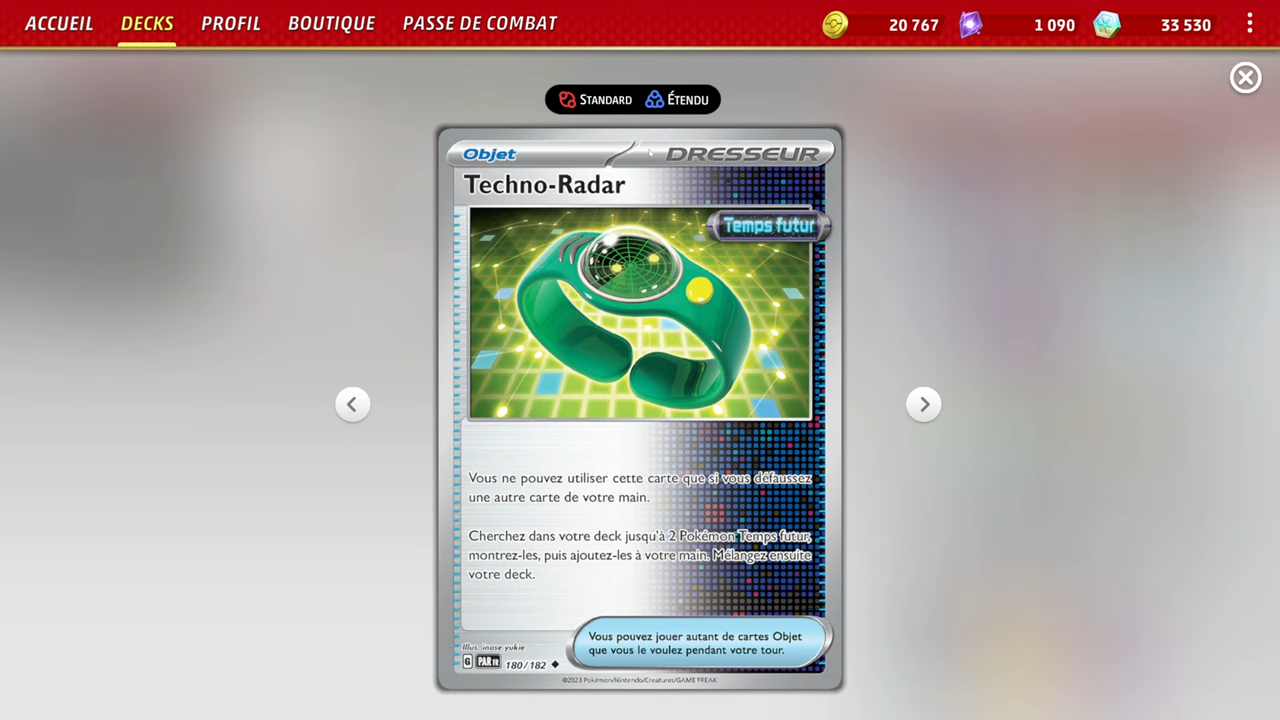 ACCUEIL DECKS PROFIL BOUTIQUE PASSE DE COMBAT 20 767 1 090 33 530
STANDARD ÉTENDU
Objet DRESSEUR
Techno-Radar
Temps futur
Vous ne pouvez utiliser cette carte que si vous défaussez
une autre carte de votre main.
Cherchez dans votre deck jusqu'à 2 Pokémon Temps futur,
montrez-les, puis ajoutez-les à votre main. Mélangez ensuite
votre deck.
Vous pouvez jouer autant de cartes Objet
que vous le voulez pendant votre tour.
Illus. inose yukie
G PAR FR 180/182
©2023 Pokémon/Nintendo/Creatures/GAME FREAK